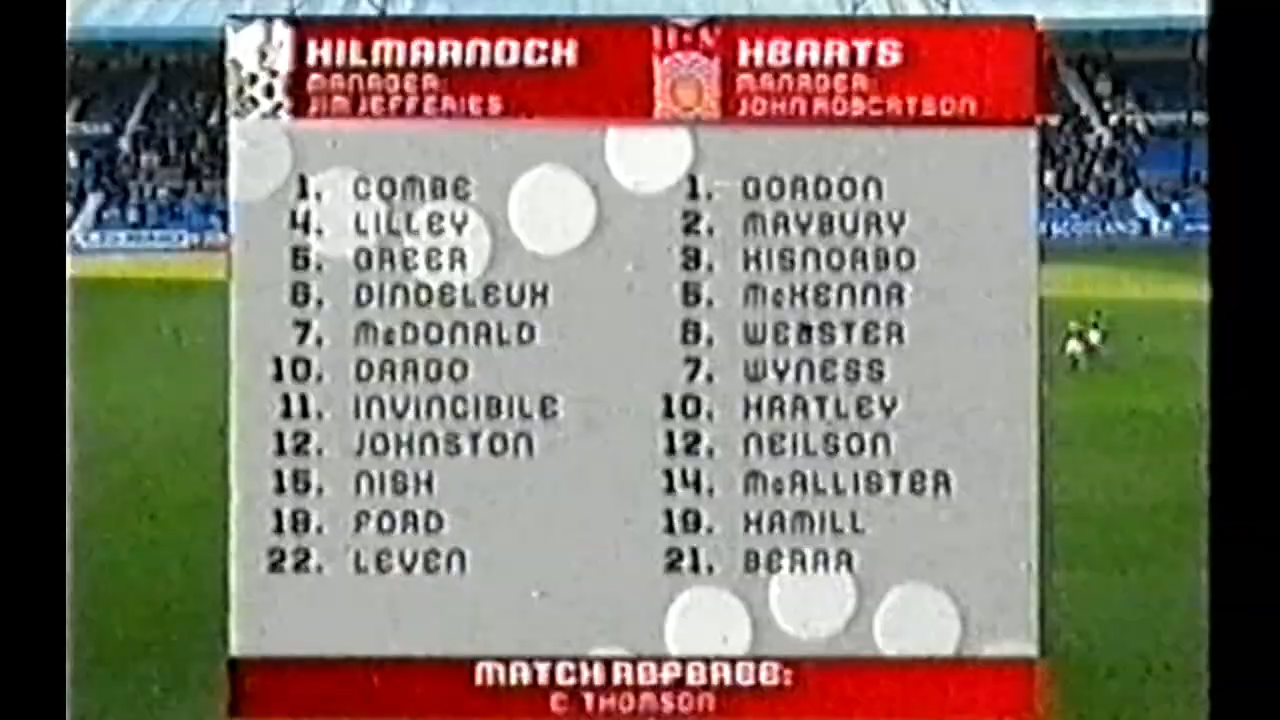 KILMARNOCK
MANAGER:
JIM JEFFERIES
1. COMBE
4. LILLEY
5. GREER
6. DINDELEUX
7. McDONALD
10. DARGO
11. INVINCIBILE
12. JOHNSTON
15. NISH
18. FORD
22. LEVEN
HEARTS
MANAGER:
JOHN ROBERTSON
1. GORDON
2. MAYBURY
3. KISNORBO
5. McKENNA
6. WEBSTER
7. WYNESS
10. HARTLEY
12. NEILSON
14. McALLISTER
19. HAMILL
21. BERRA
MATCH REFEREE:
C THOMSON
SCOTLAND